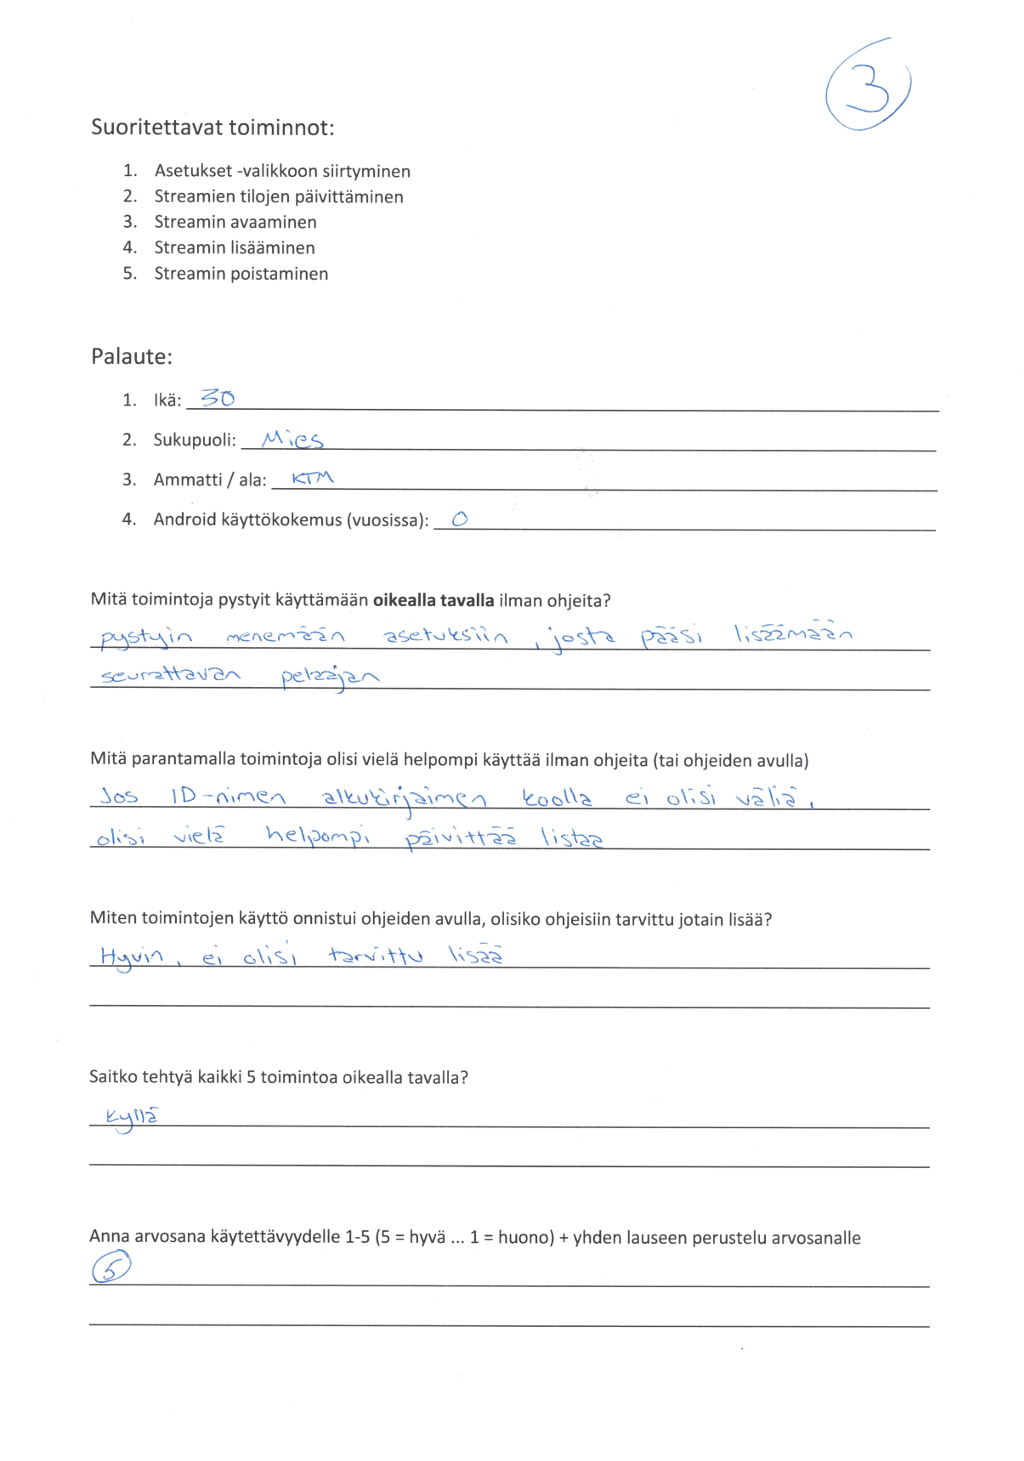 3
Suoritettavat toiminnot:
1. Asetukset -valikkoon siirtyminen
2. Streamien tilojen päivittäminen
3. Streamin avaaminen
4. Streamin lisääminen
5. Streamin poistaminen
Palaute:
1. Ikä: 30
2. Sukupuoli: Mies
3. Ammatti / ala: KTM
4. Android käyttökokemus (vuosissa): 0
Mitä toimintoja pystyit käyttämään oikealla tavalla ilman ohjeita?
pystyin menemään asetuksiin, josta pääsi lisäämään
seurattavan pelaajan
Mitä parantamalla toimintoja olisi vielä helpompi käyttää ilman ohjeita (tai ohjeiden avulla)
Jos ID-nimen alkukirjaimen koolla ei olisi väliä,
olisi vielä helpompi päivittää listaa
Miten toimintojen käyttö onnistui ohjeiden avulla, olisiko ohjeisiin tarvittu jotain lisää?
Hyvin, ei olisi tarvittu lisää
Saitko tehtyä kaikki 5 toimintoa oikealla tavalla?
Kyllä
Anna arvosana käytettävyydelle 1-5 (5 = hyvä ... 1 = huono) + yhden lauseen perustelu arvosanalle
5